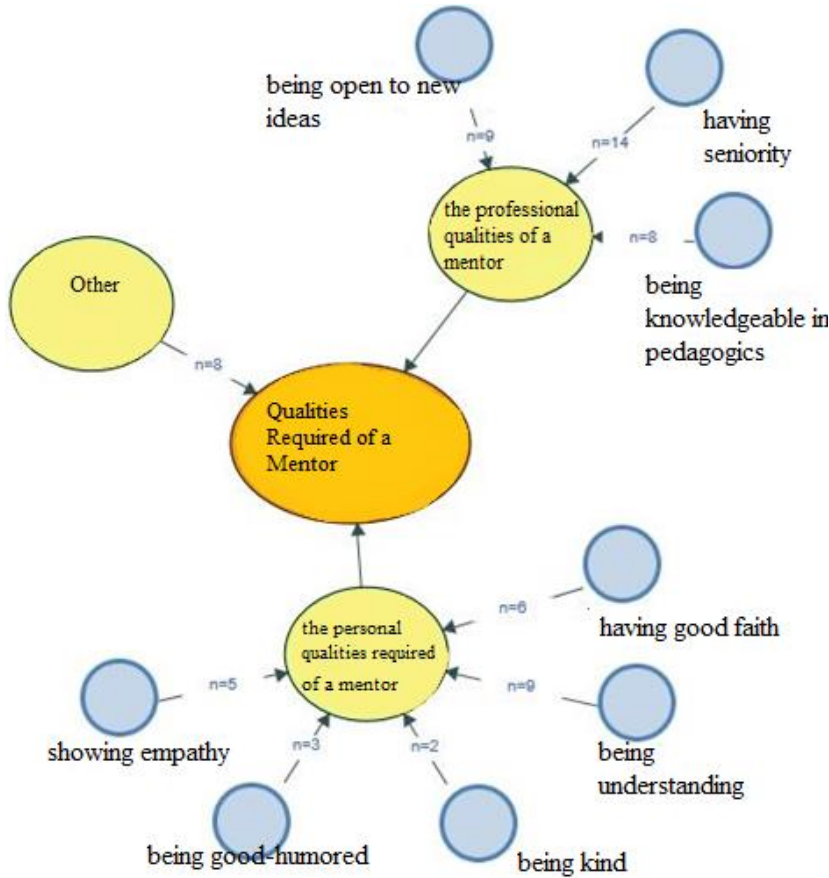 being open to new
ideas
n=9
n=14
having
seniority
the professional
qualities of a
mentor
n=8
being
knowledgeable in
pedagogics
Other
n=8
Qualities
Required of a
Mentor
the personal
qualities required
of a mentor
n=6
having good faith
n=5
showing empathy
n=9
being
understanding
n=3
being good-humored
n=2
being kind